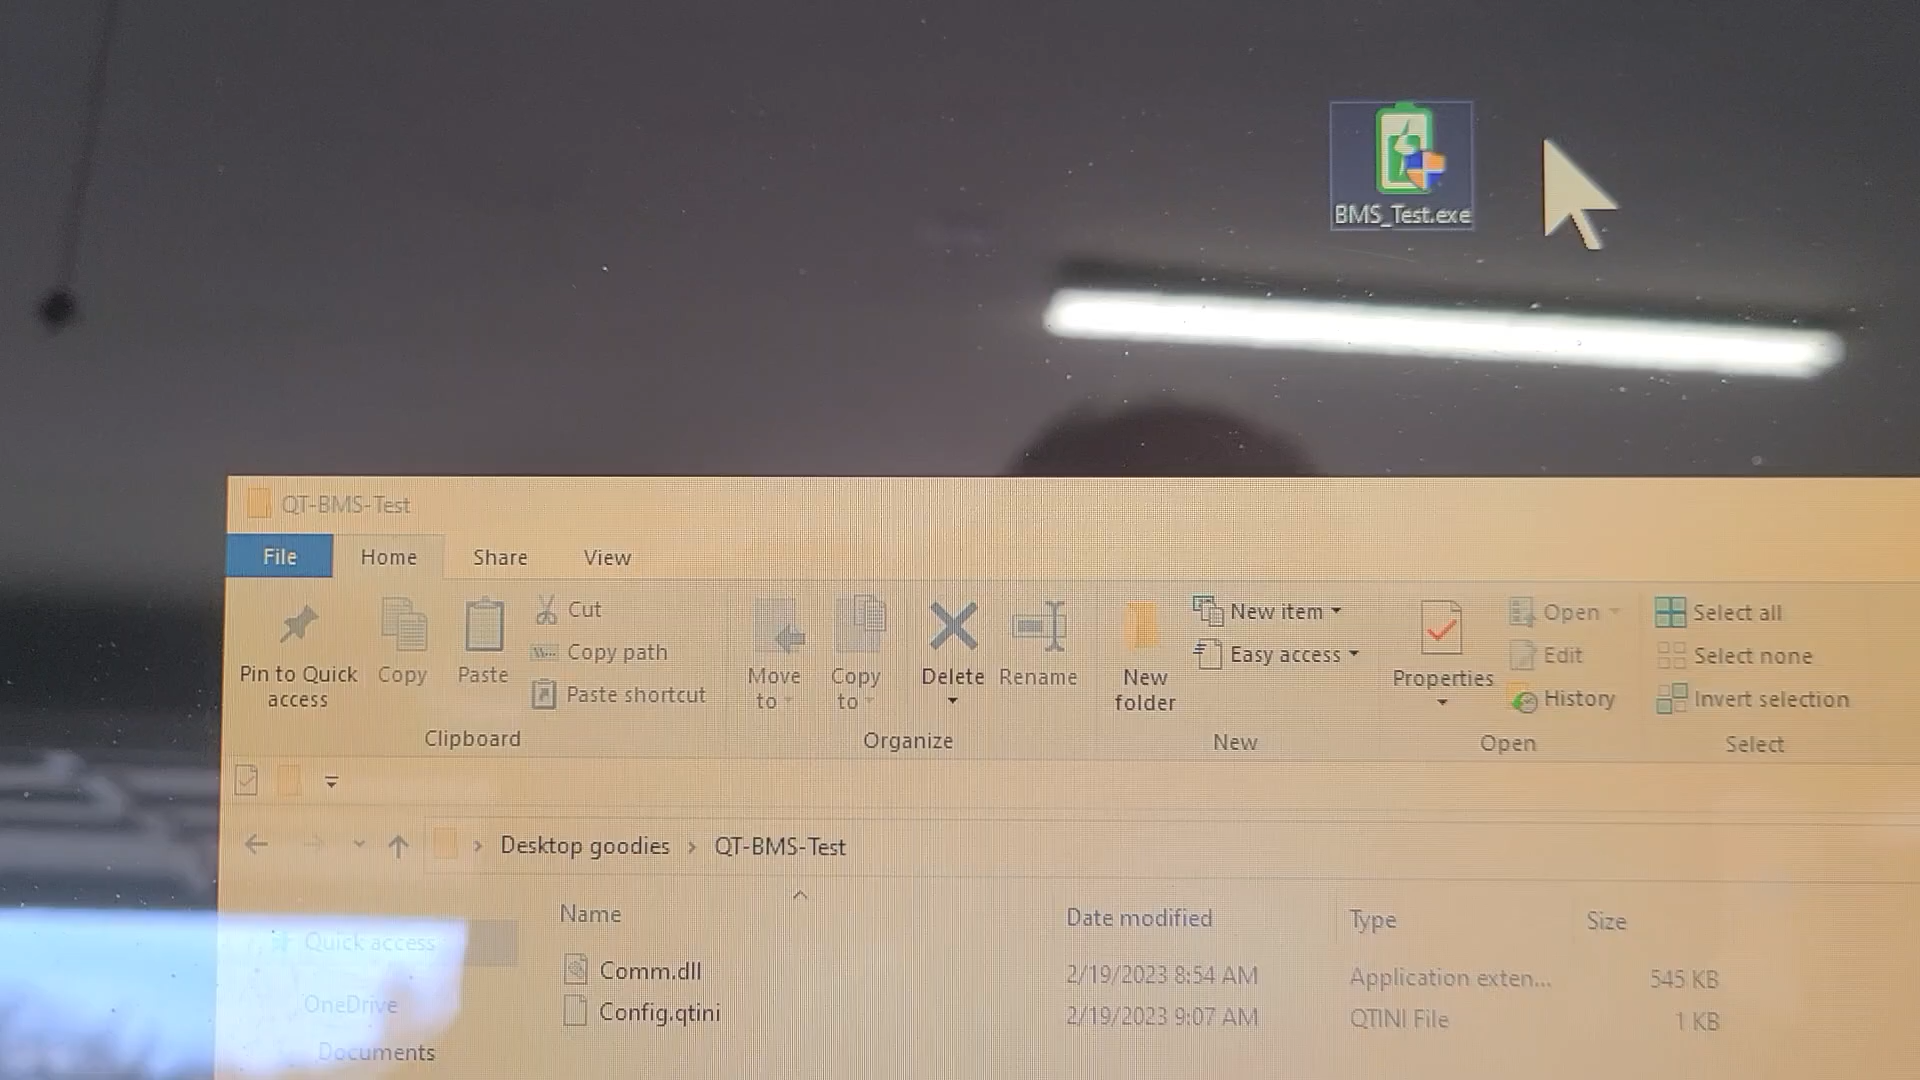 BMS_Test.exe
QT-BMS-Test
File Home Share View
Pin to Quick access
Copy
Paste
Cut
Copy path
Paste shortcut
Clipboard
Move to
Copy to
Delete
Rename
Organize
New folder
New item
Easy access
New
Properties
Open
Edit
History
Open
Select all
Select none
Invert selection
Select
Desktop goodies > QT-BMS-Test
Name Date modified Type Size
Quick access
OneDrive
Documents
Comm.dll 2/19/2023 8:54 AM Application exten... 545 KB
Config.qtini 2/19/2023 9:07 AM QTINI File 1 KB